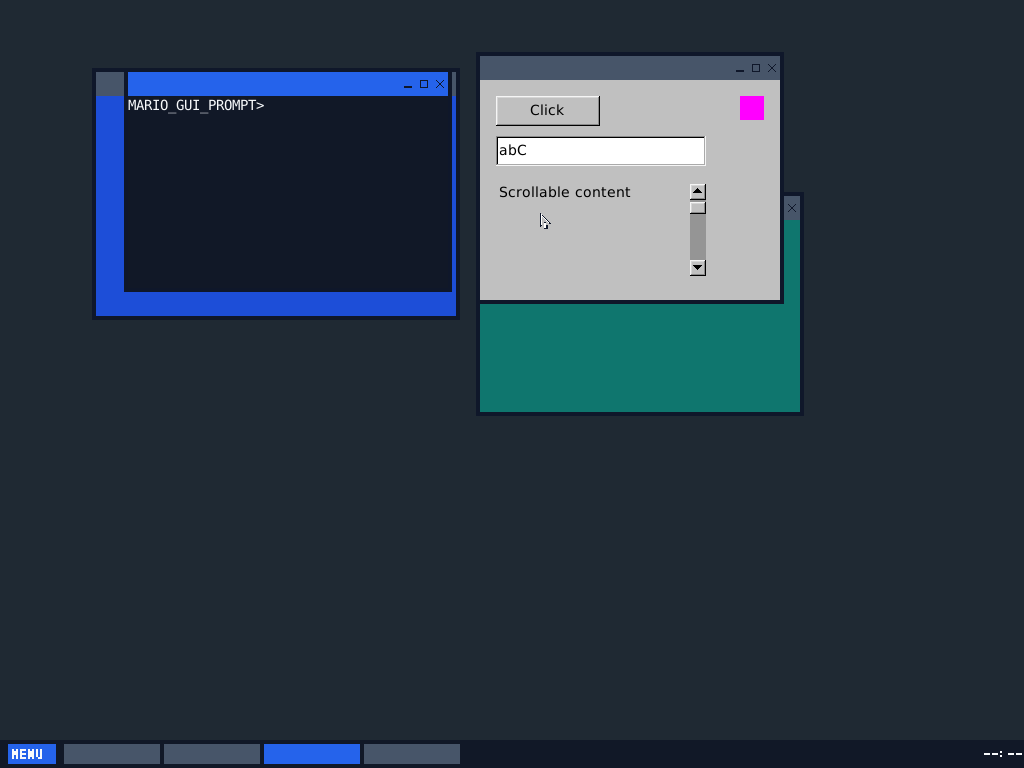 MARIO_GUI_PROMPT>
Click
abC
Scrollable content
MENU
--:--